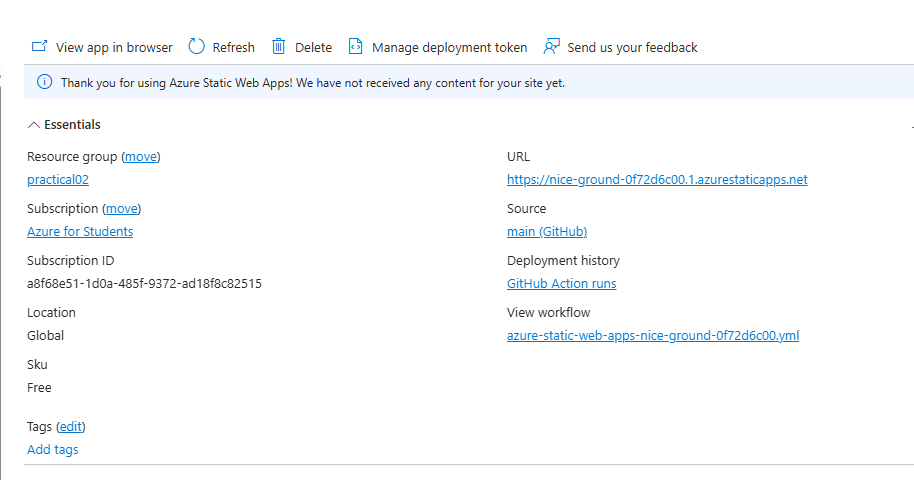 View app in browser Refresh Delete Manage deployment token Send us your feedback
Thank you for using Azure Static Web Apps! We have not received any content for your site yet.
Essentials
Resource group (move)
practical02
Subscription (move)
Azure for Students
Subscription ID
a8f68e51-1d0a-485f-9372-ad18f8c82515
Location
Global
Sku
Free
Tags (edit)
Add tags
URL
https://nice-ground-0f72d6c00.1.azurestaticapps.net
Source
main (GitHub)
Deployment history
GitHub Action runs
View workflow
azure-static-web-apps-nice-ground-0f72d6c00.yml